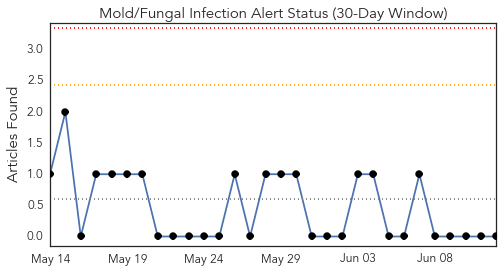 Mold/Fungal Infection Alert Status (30-Day Window)
Articles Found
3.0
2.5
2.0
1.5
1.0
0.5
0.0
May 14
May 19
May 24
May 29
Jun 03
Jun 08